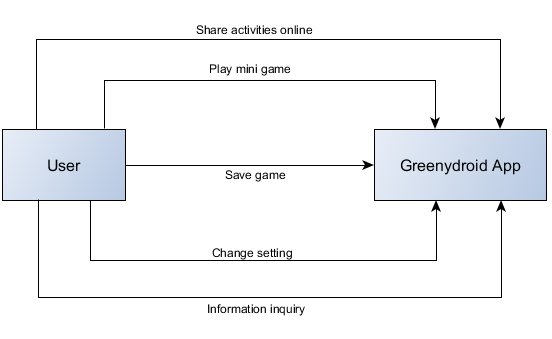 Share activities online
Play mini game
User
Greenydroid App
Save game
Change setting
Information inquiry